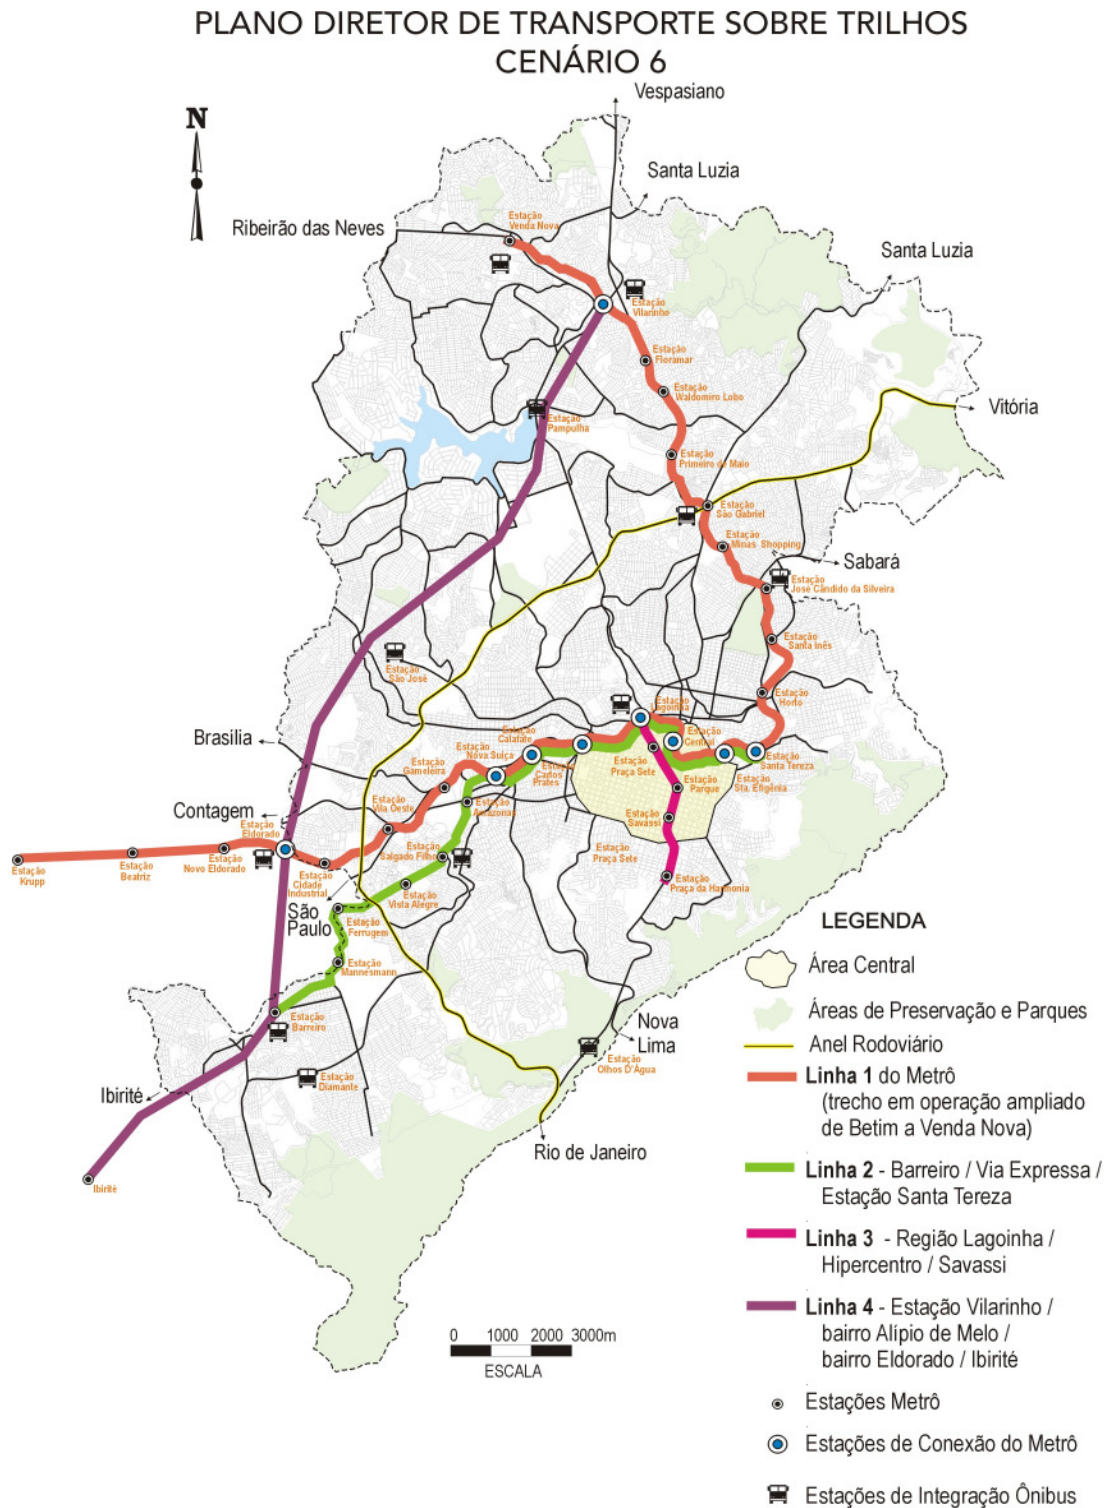 PLANO DIRETOR DE TRANSPORTE SOBRE TRILHOS
CENÁRIO 6
Vespasiano
N
Santa Luzia
Ribeirão das Neves
Estação
Venda Nova
Santa Luzia
Estação
Vilarinho
Estação
Floramar
Estação
Waldomiro Lobo
Vitória
Estação
Pampulha
Estação
Primeiro de Maio
Estação
São Gabriel
Estação
Minas Shopping
Sabará
Estação
José Cândido da Silveira
Estação
Santa Inês
Estação
São José
Estação
Horto
Estação
Lagoinha
Brasilia
Estação
Calafate
Estação
Central
Estação
Nova Suiça
Estação
Santa Tereza
Estação
Gameleira
Estação
Carlos
Prates
Estação
Praça Sete
Estação
Sta. Efigênia
Estação
Parque
Contagem
Estação
Vila Oeste
Estação
Amazonas
Estação
Savassi
Estação
Eldorado
Estação
Salgado Filho
Estação
Praça Sete
Estação
Krupp
Estação
Beatriz
Estação
Novo Eldorado
Estação
Cidade
Industrial
Estação
Praça da Harmonia
Estação
Vista Alegre
São
Paulo
Estação
Ferrugem
Estação
Mannesmann
Estação
Barreiro
Nova
Lima
Estação
Olhos D'Água
Estação
Diamante
Ibirité
Rio de Janeiro
Ibirité
0 1000 2000 3000m
ESCALA
LEGENDA
Área Central
Áreas de Preservação e Parques
Anel Rodoviário
Linha 1 do Metrô
(trecho em operação ampliado
de Betim a Venda Nova)
Linha 2 - Barreiro / Via Expressa /
Estação Santa Tereza
Linha 3 - Região Lagoinha /
Hipercentro / Savassi
Linha 4 - Estação Vilarinho /
bairro Alípio de Melo /
bairro Eldorado / Ibirité
Estações Metrô
Estações de Conexão do Metrô
Estações de Integração Ônibus